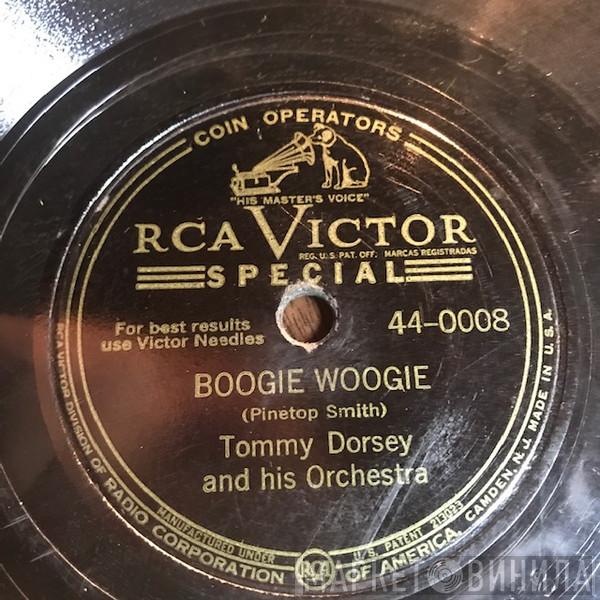 COIN OPERATORS
"HIS MASTER'S VOICE"
RCA VICTOR
REG. U.S. PAT. OFF. MARCAS REGISTRADAS
SPECIAL
For best results
use Victor Needles
44-0008
BOOGIE WOOGIE
(Pinetop Smith)
Tommy Dorsey
and his Orchestra
MANUFACTURED UNDER U.S. PATENT 213023
RCA VICTOR DIVISION OF RADIO CORPORATION OF AMERICA, CAMDEN, N. J. MADE IN U.S.A.
RCA
МАРКЕТ ВИНИЛА